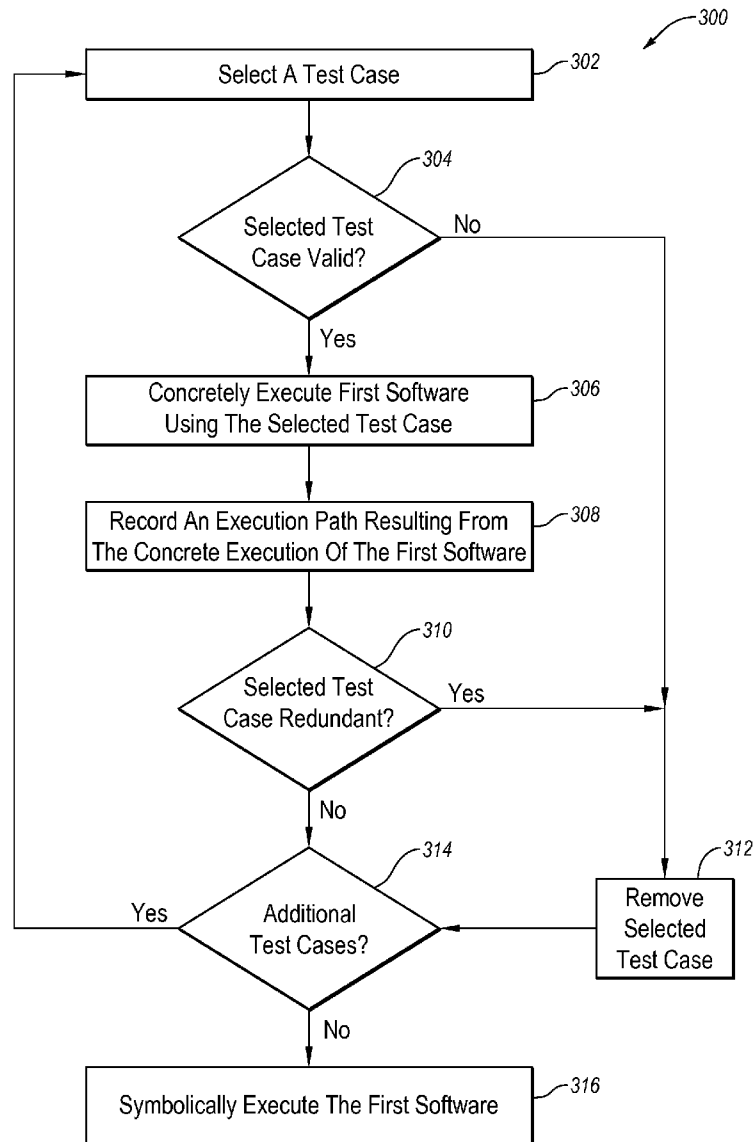 300
Select A Test Case
302
304
Selected Test
Case Valid?
No
Yes
Concretely Execute First Software
Using The Selected Test Case
306
Record An Execution Path Resulting From
The Concrete Execution Of The First Software
308
310
Selected Test
Case Redundant?
Yes
No
314
312
Yes
Additional
Test Cases?
Remove
Selected
Test Case
No
Symbolically Execute The First Software
316